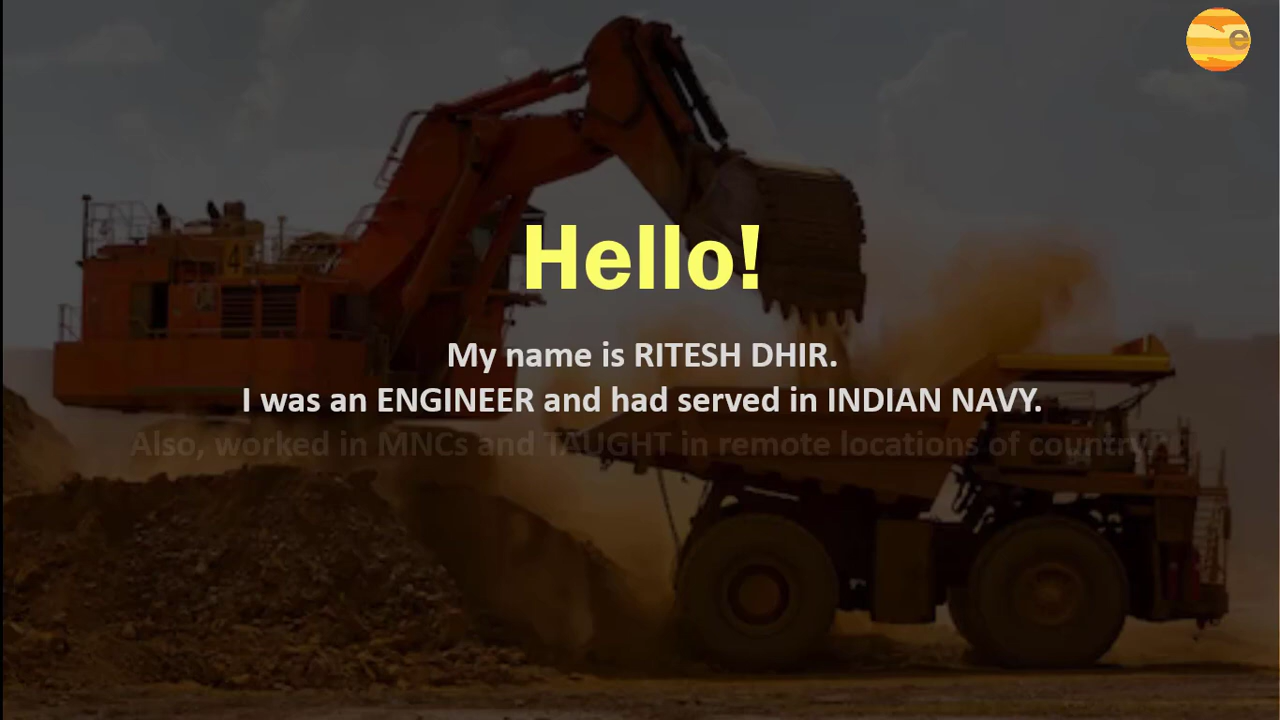 e
Hello!
My name is RITESH DHIR.
I was an ENGINEER and had served in INDIAN NAVY.
Also, worked in MNCs and TAUGHT in remote locations of country.